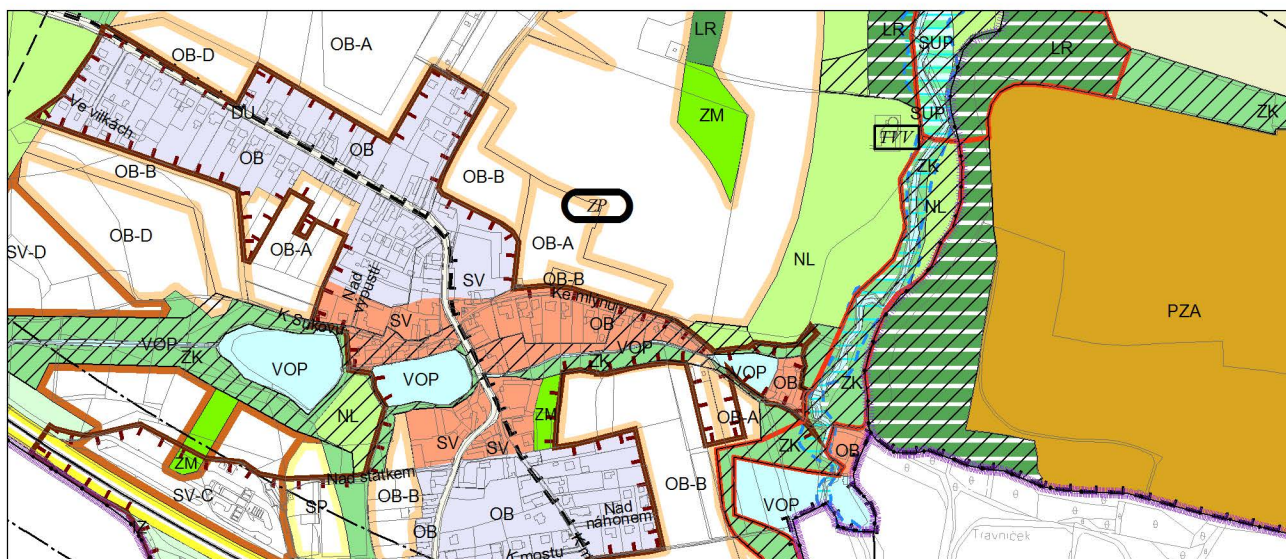 OB-D
OB-A
LR
LR
SUP
LR
Ve vilkách
DU
OB
OB
ZM
SUP
TVV
ZK
ZK
OB-B
OB-B
ZP
NL
OB-D
OB-A
OB-A
NL
SV-D
Nad výpustí
SV
OB-B
Ke mlýnu
PZA
K Sukovu
SV
OB
VOP
ZK
VOP
VOP
ZK
VOP
VOP
OB
ZK
NL
ZM
OB-A
SV
SV
ZK
OB
ZM
Nad statkem
SV-C
SP
OB-B
OB-B
VOP
OB
OB
Nad náhonem
Travníček
K mostu